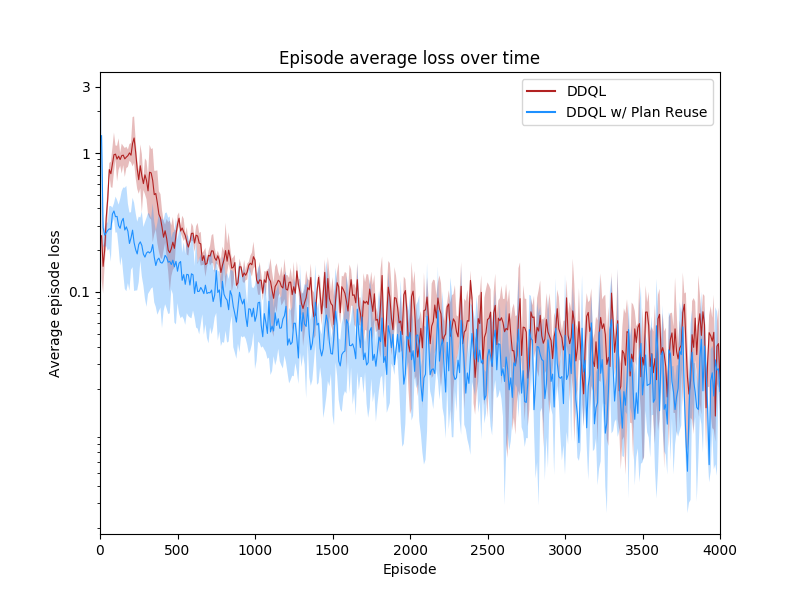 Episode average loss over time
DDQL
DDQL w/ Plan Reuse
Average episode loss
3
1
0.1
0 500 1000 1500 2000 2500 3000 3500 4000
Episode